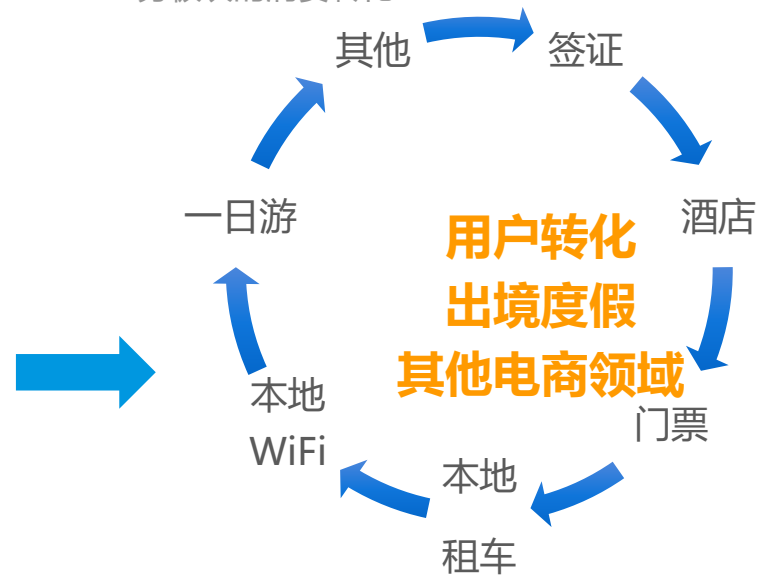 其他
签证
一日游
酒店
用户转化
出境度假
其他电商领域
门票
本地
WiFi
本地
租车